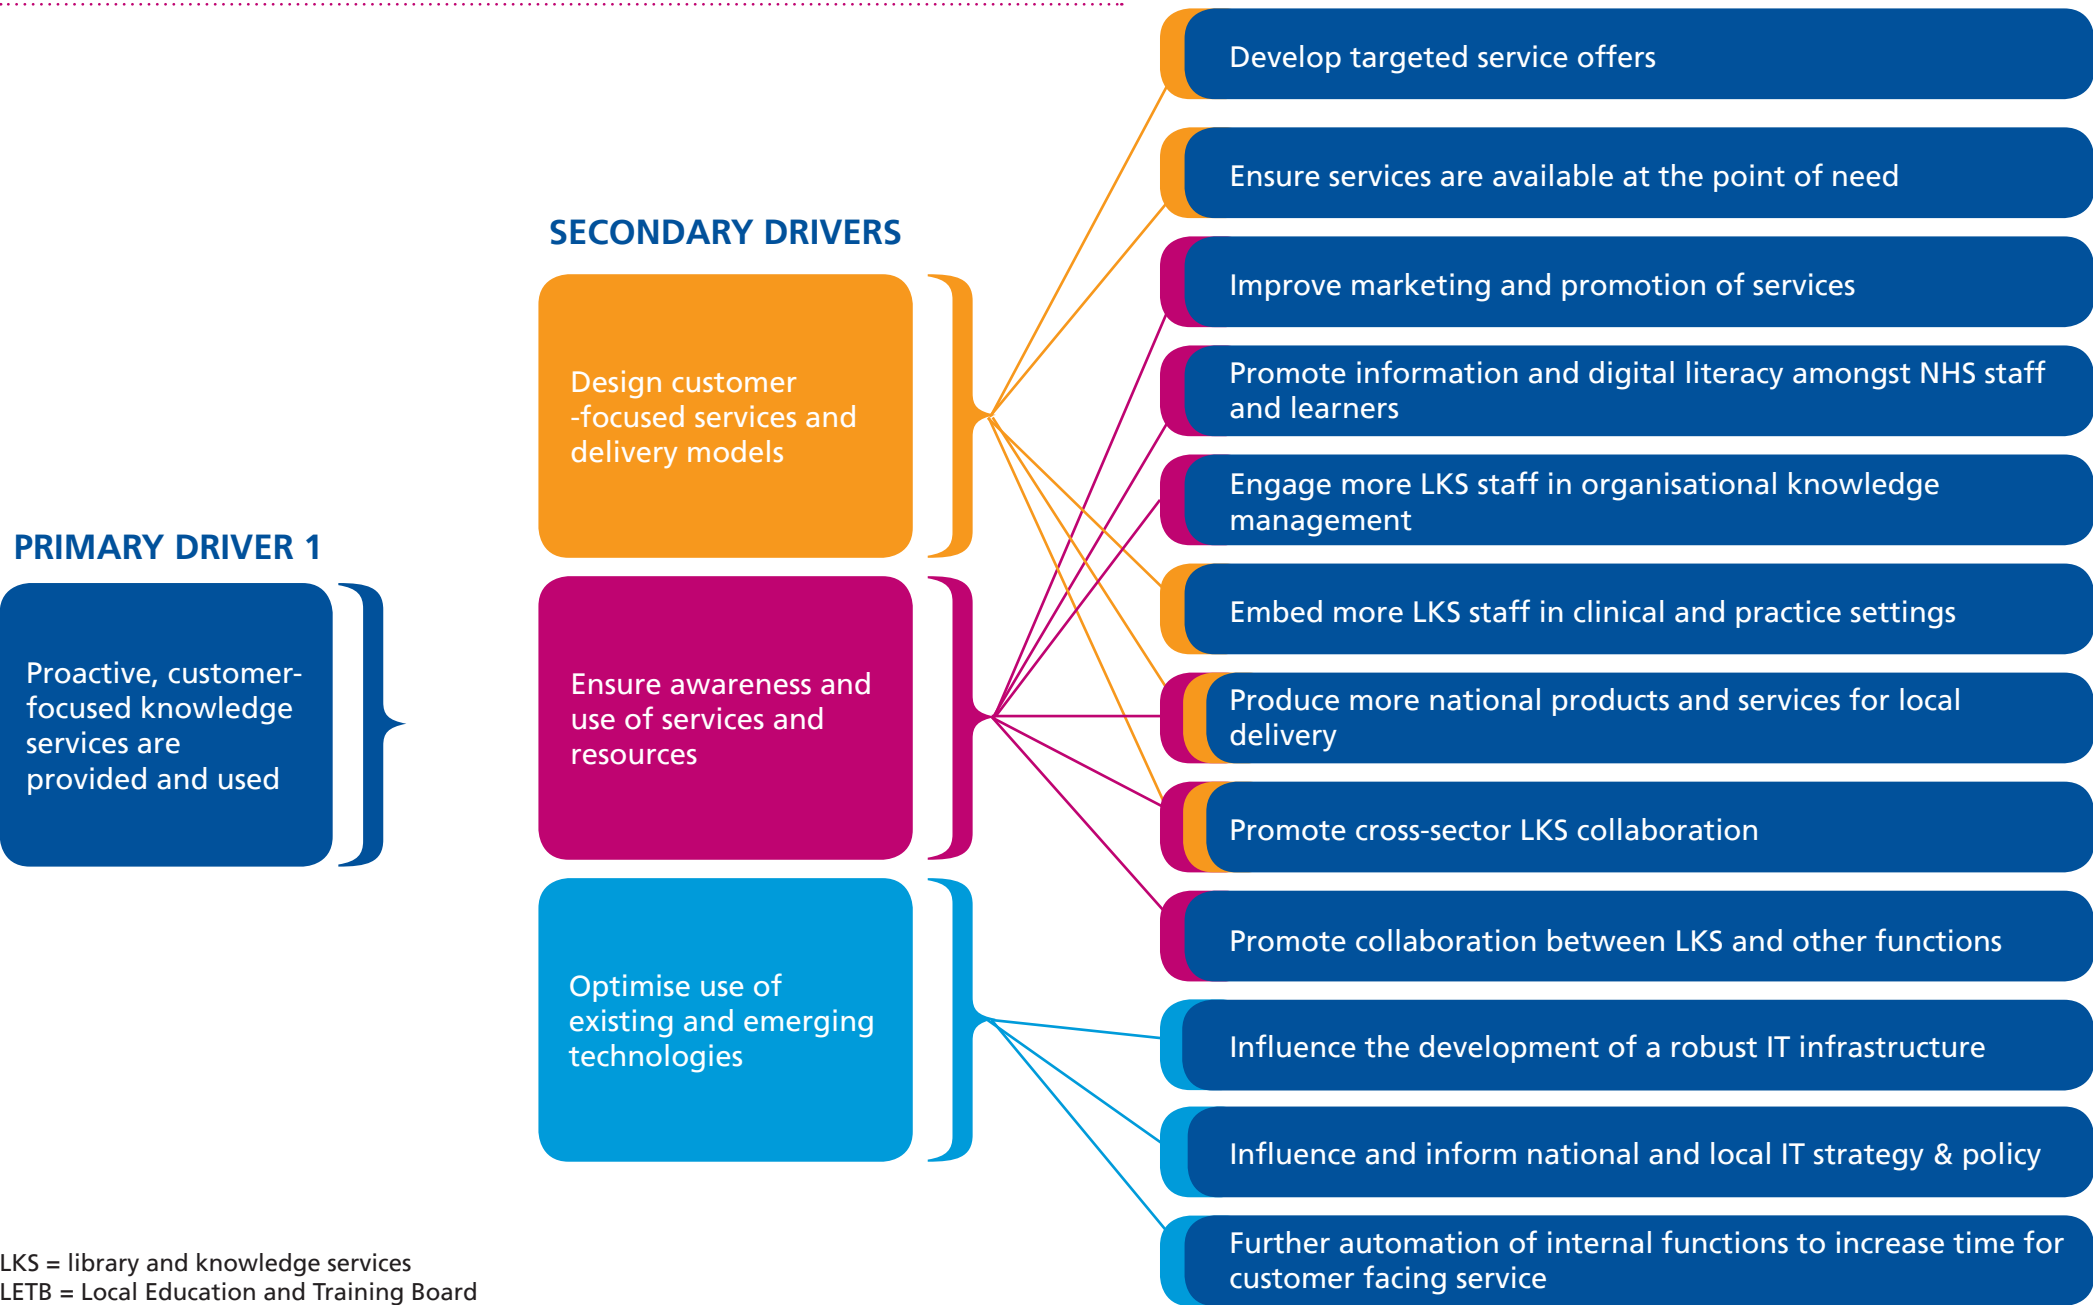 PRIMARY DRIVER 1
Proactive, customer-
focused knowledge
services are
provided and used
SECONDARY DRIVERS
Design customer
-focused services and
delivery models
Ensure awareness and
use of services and
resources
Optimise use of
existing and emerging
technologies
Develop targeted service offers
Ensure services are available at the point of need
Improve marketing and promotion of services
Promote information and digital literacy amongst NHS staff
and learners
Engage more LKS staff in organisational knowledge
management
Embed more LKS staff in clinical and practice settings
Produce more national products and services for local
delivery
Promote cross-sector LKS collaboration
Promote collaboration between LKS and other functions
Influence the development of a robust IT infrastructure
Influence and inform national and local IT strategy & policy
Further automation of internal functions to increase time for
customer facing service
LKS = library and knowledge services
LETB = Local Education and Training Board